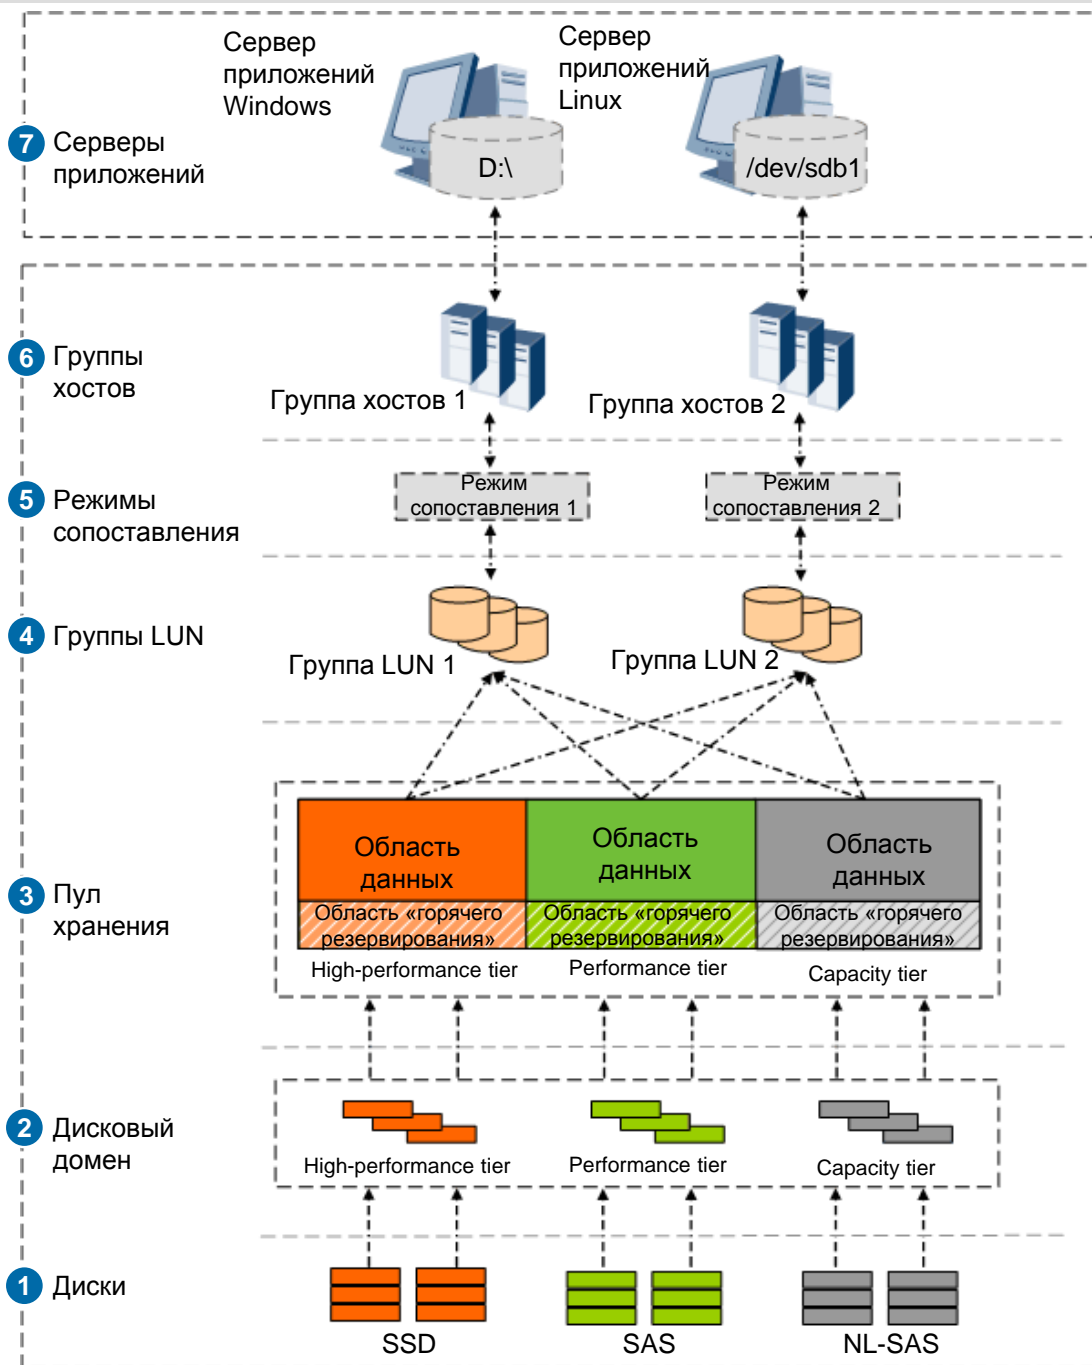 Сервер
приложений
Windows
Сервер
приложений
Linux
7 Серверы
приложений
D:\
/dev/sdb1
6 Группы
хостов
Группа хостов 1
Группа хостов 2
5 Режимы
сопоставления
Режим
сопоставления 1
Режим
сопоставления 2
4 Группы LUN
Группа LUN 1
Группа LUN 2
3 Пул
хранения
Область
данных
Область
данных
Область
данных
Область «горячего
резервирования»
Область «горячего
резервирования»
Область «горячего
резервирования»
High-performance tier
Performance tier
Capacity tier
2 Дисковый
домен
High-performance tier
Performance tier
Capacity tier
1 Диски
SSD
SAS
NL-SAS